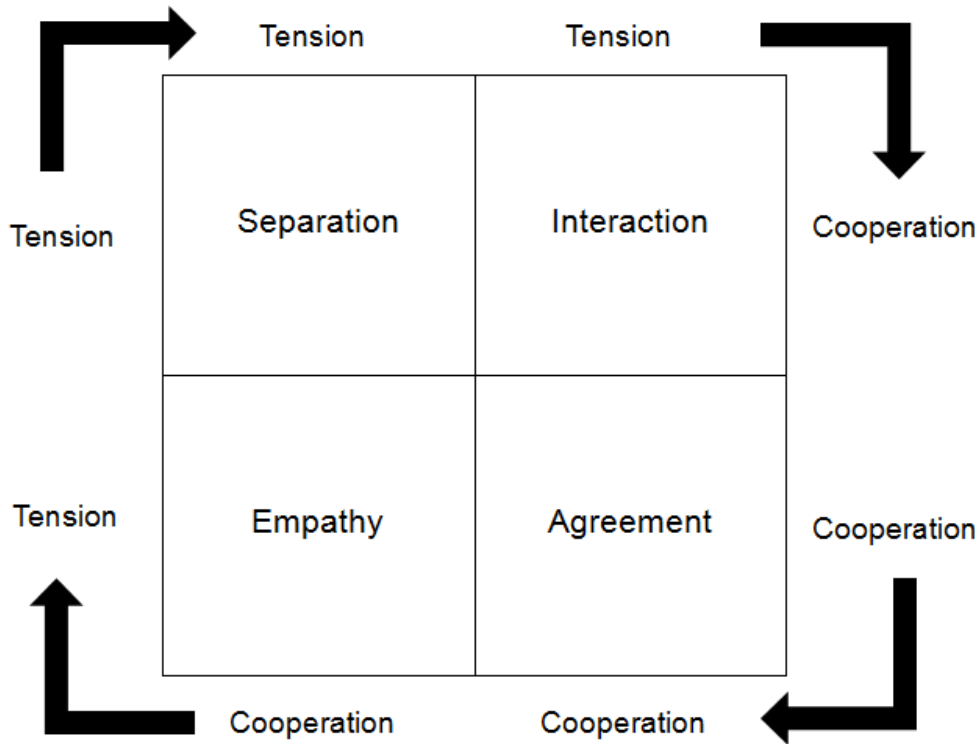 Tension Tension
Tension Separation Interaction Cooperation
Tension Empathy Agreement Cooperation
Cooperation Cooperation